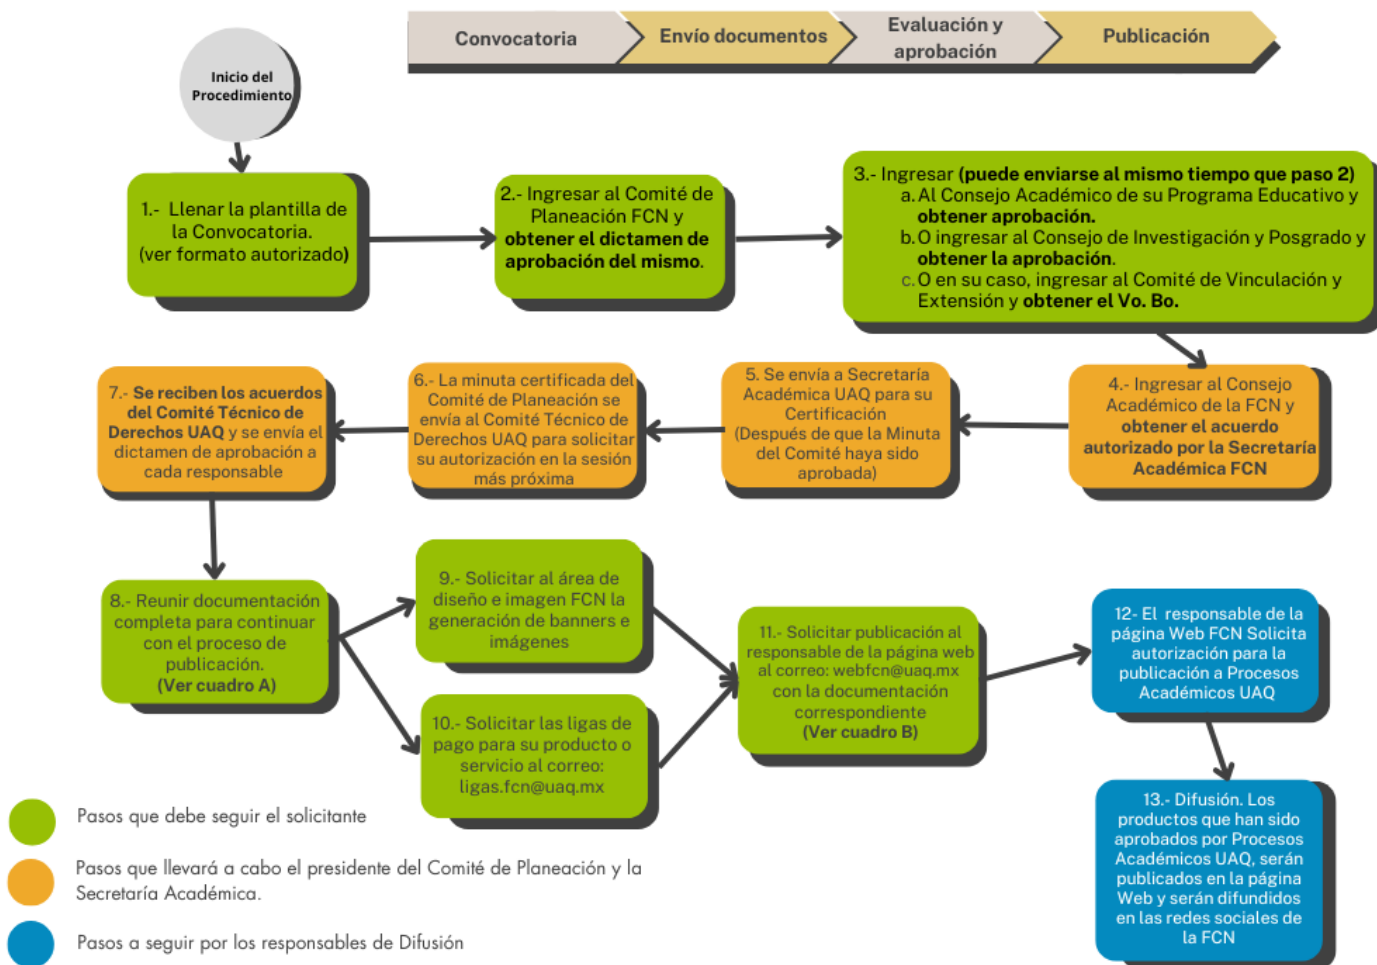 Convocatoria
Envío documentos
Evaluación y
aprobación
Publicación
Inicio del
Procedimiento
1.- Llenar la plantilla de
la Convocatoria.
(ver formato autorizado)
2.- Ingresar al Comité de
Planeación FCN y
obtener el dictamen de
aprobación del mismo.
3.- Ingresar (puede enviarse al mismo tiempo que paso 2)
a. Al Consejo Académico de su Programa Educativo y
obtener aprobación.
b. O ingresar al Consejo de Investigación y Posgrado y
obtener la aprobación.
c. O en su caso, ingresar al Comité de Vinculación y
Extensión y obtener el Vo. Bo.
7.- Se reciben los acuerdos
del Comité Técnico de
Derechos UAQ y se envía el
dictamen de aprobación a
cada responsable
6.- La minuta certificada del
Comité de Planeación se
envía al Comité Técnico de
Derechos UAQ para solicitar
su autorización en la sesión
más próxima
5. Se envía a Secretaría
Académica UAQ para su
Certificación
(Después de que la Minuta
del Comité haya sido
aprobada)
4.- Ingresar al Consejo
Académico de la FCN y
obtener el acuerdo
autorizado por la Secretaría
Académica FCN
8.- Reunir documentación
completa para continuar
con el proceso de
publicación.
(Ver cuadro A)
9.- Solicitar al área de
diseño e imagen FCN la
generación de banners e
imágenes
10.- Solicitar las ligas de
pago para su producto o
servicio al correo:
ligas.fcn@uaq.mx
11.- Solicitar publicación al
responsable de la página web
al correo: webfcn@uaq.mx
con la documentación
correspondiente
(Ver cuadro B)
12- El responsable de la
página Web FCN Solicita
autorización para la
publicación a Procesos
Académicos UAQ
13.- Difusión. Los
productos que han sido
aprobados por Procesos
Académicos UAQ, serán
publicados en la página
Web y serán difundidos
en las redes sociales de
la FCN
Pasos que debe seguir el solicitante
Pasos que llevará a cabo el presidente del Comité de Planeación y la
Secretaría Académica.
Pasos a seguir por los responsables de Difusión